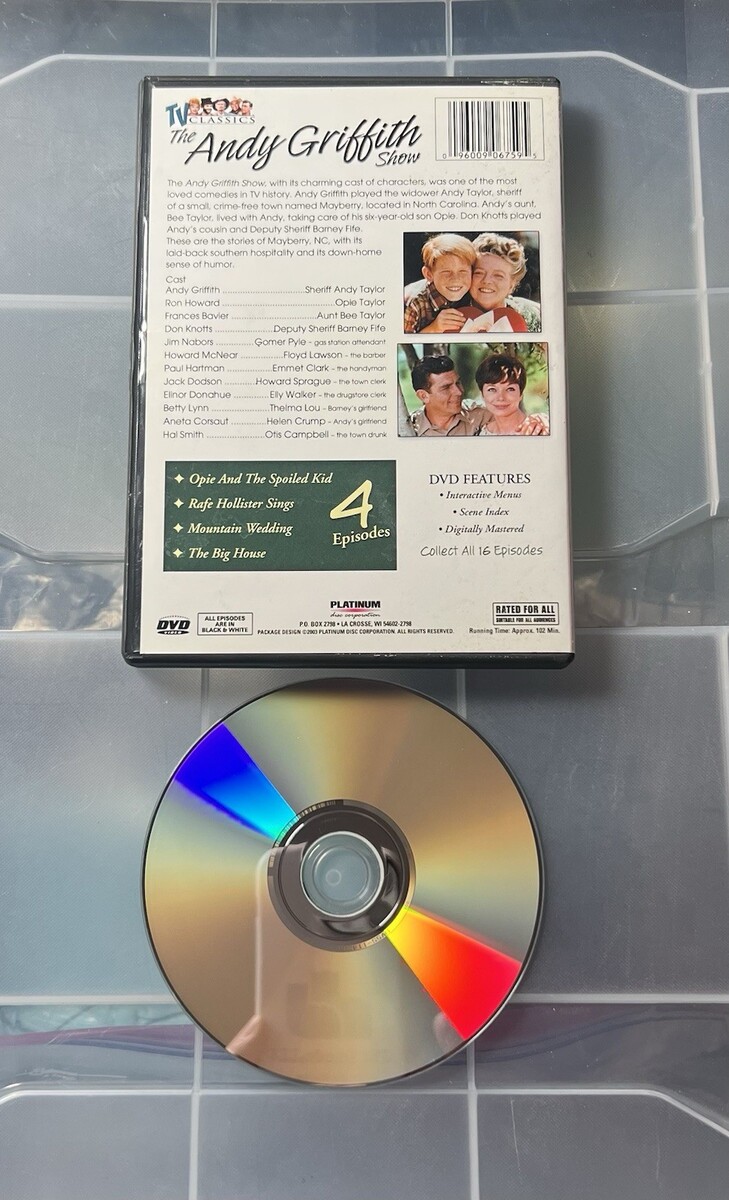 TV CLASSICS
The Andy Griffith Show
0 96009 06759 5
The Andy Griffith Show, with its charming cast of characters, was one of the most
loved comedies in TV history. Andy Griffith played the widower Andy Taylor, sheriff
of a small, crime-free town named Mayberry, located in North Carolina. Andy's aunt,
Bee Taylor, lived with Andy, taking care of his six-year-old son Opie. Don Knotts played
Andy's cousin and Deputy Sheriff Barney Fife.
These are the stories of Mayberry, NC, with its
laid-back southern hospitality and its down-home
sense of humor.
Cast
Andy Griffith ........................Sheriff Andy Taylor
Ron Howard ................................Opie Taylor
Frances Bavier ........................Aunt Bee Taylor
Don Knotts ................Deputy Sheriff Barney Fife
Jim Nabors ............Gomer Pyle - gas station attendant
Howard McNear ............Floyd Lawson - the barber
Paul Hartman ..............Emmet Clark - the handyman
Jack Dodson ............Howard Sprague - the town clerk
Elinor Donahue ............Elly Walker - the drugstore clerk
Betty Lynn ................Thelma Lou - Barney's girlfriend
Aneta Corsaut ............Helen Crump - Andy's girlfriend
Hal Smith ....................Otis Campbell - the town drunk
✦ Opie And The Spoiled Kid
✦ Rafe Hollister Sings
✦ Mountain Wedding
✦ The Big House
4
Episodes
DVD FEATURES
• Interactive Menus
• Scene Index
• Digitally Mastered
Collect All 16 Episodes
DVD VIDEO
ALL EPISODES
ARE IN
BLACK & WHITE
PLATINUM
disc corporation
P.O. BOX 2798 • LA CROSSE, WI 54602-2798
PACKAGE DESIGN ©2003 PLATINUM DISC CORPORATION. ALL RIGHTS RESERVED.
RATED FOR ALL
SUITABLE FOR ALL AUDIENCES
Running Time: Approx. 102 Min.